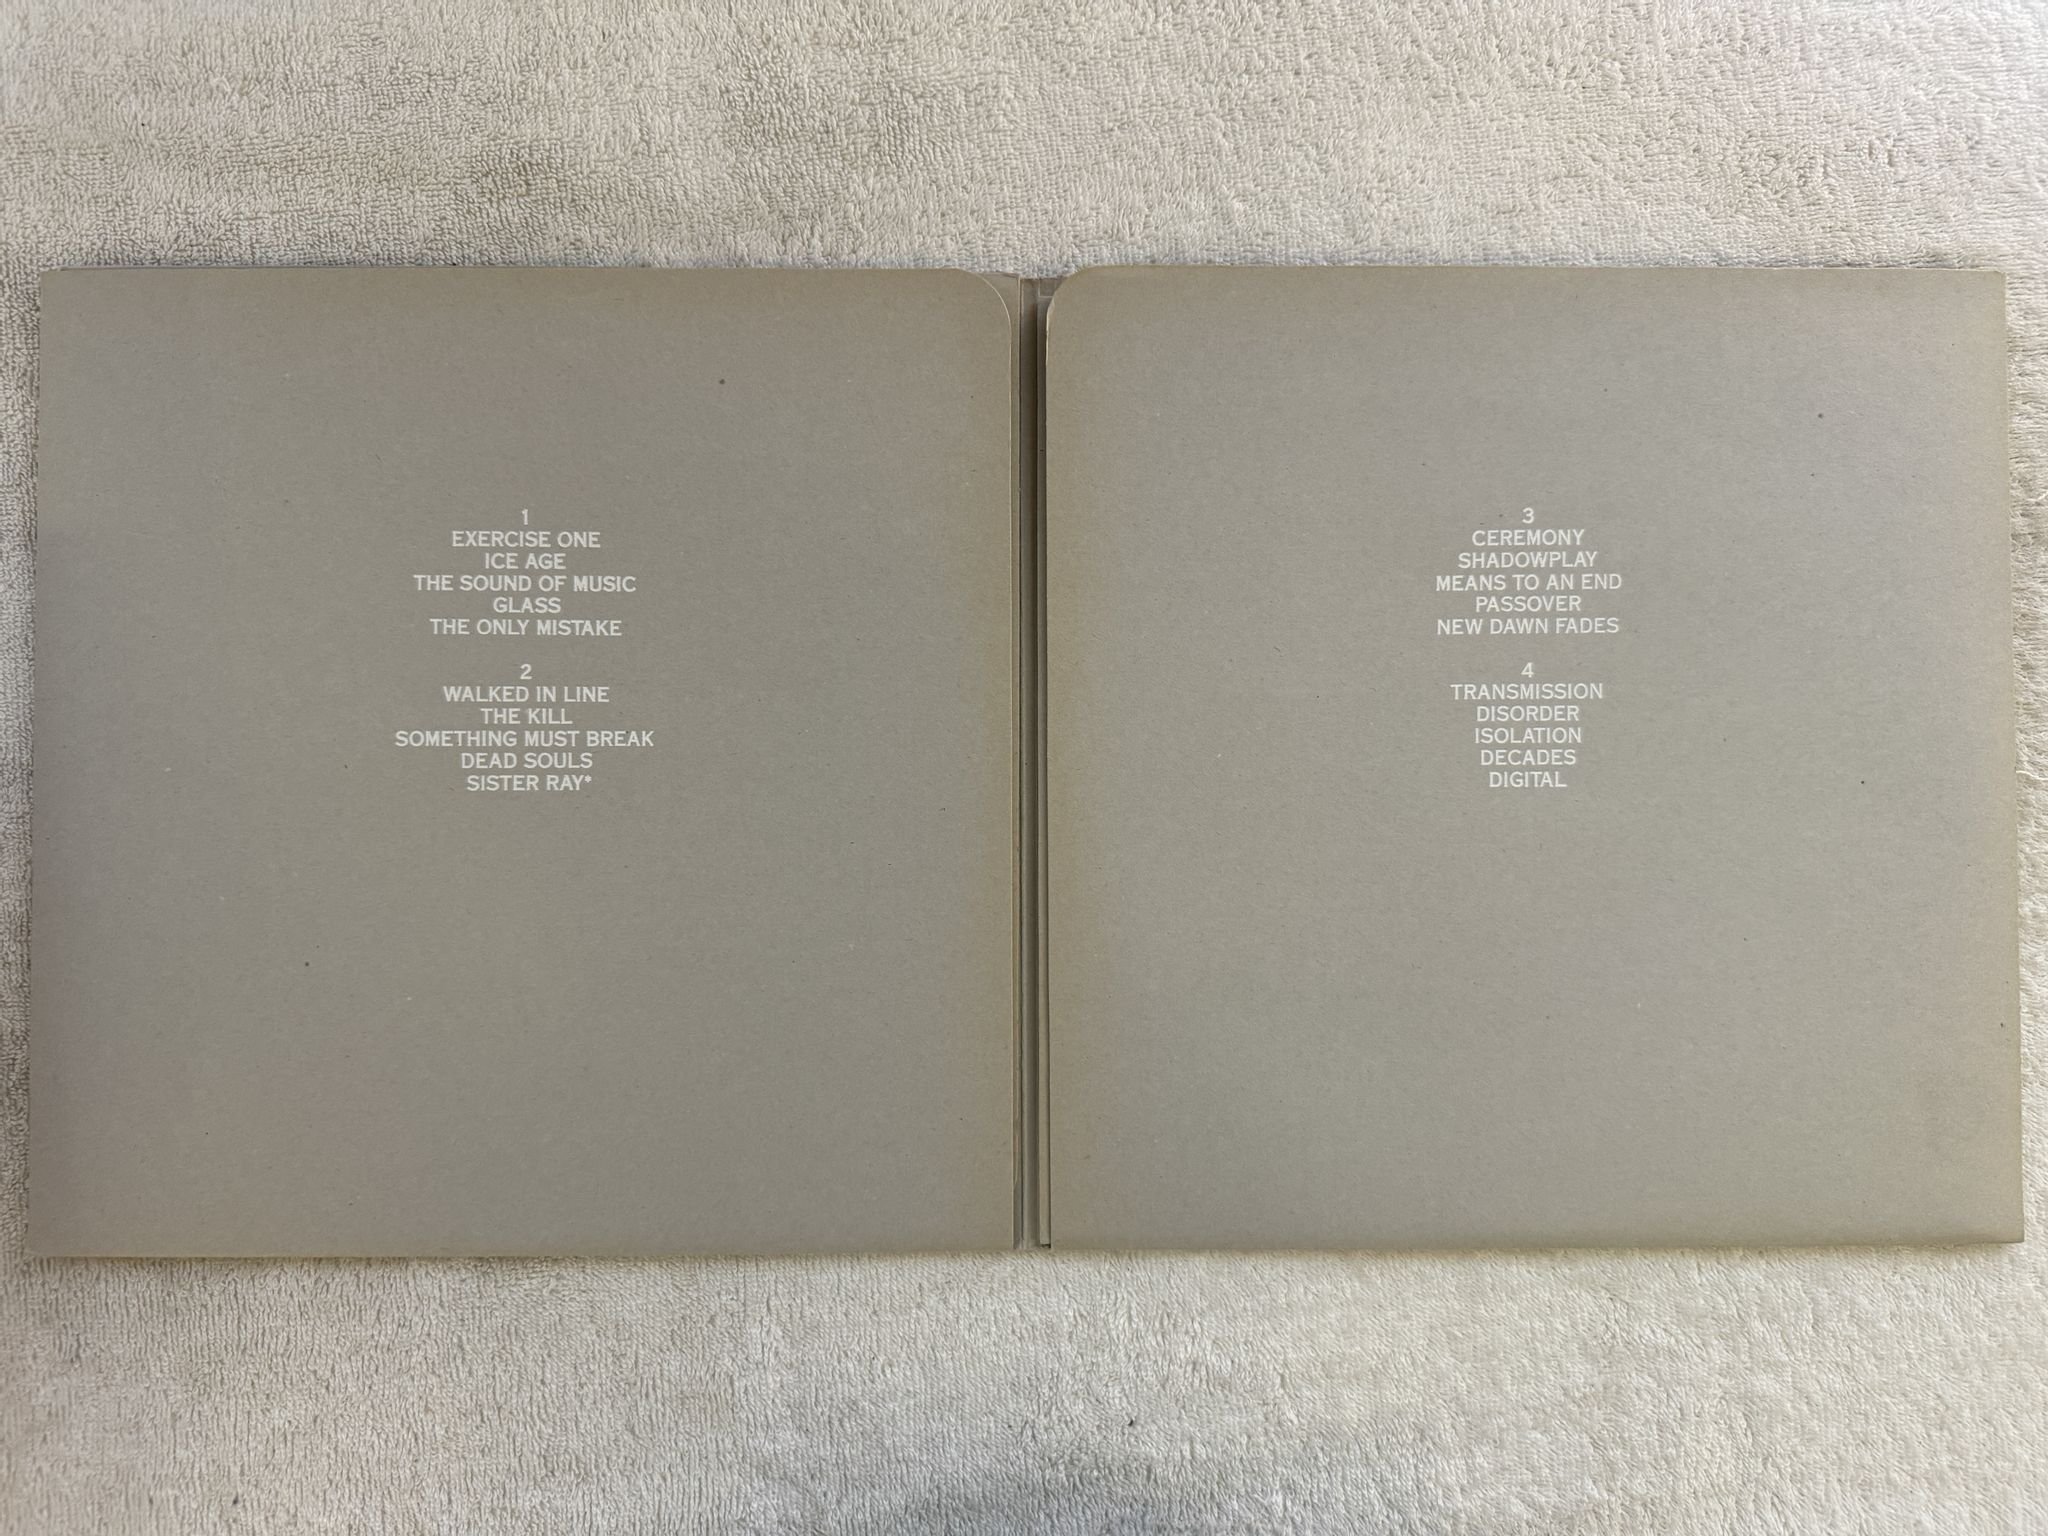 1
EXERCISE ONE
ICE AGE
THE SOUND OF MUSIC
GLASS
THE ONLY MISTAKE
2
WALKED IN LINE
THE KILL
SOMETHING MUST BREAK
DEAD SOULS
SISTER RAY*
3
CEREMONY
SHADOWPLAY
MEANS TO AN END
PASSOVER
NEW DAWN FADES
4
TRANSMISSION
DISORDER
ISOLATION
DECADES
DIGITAL